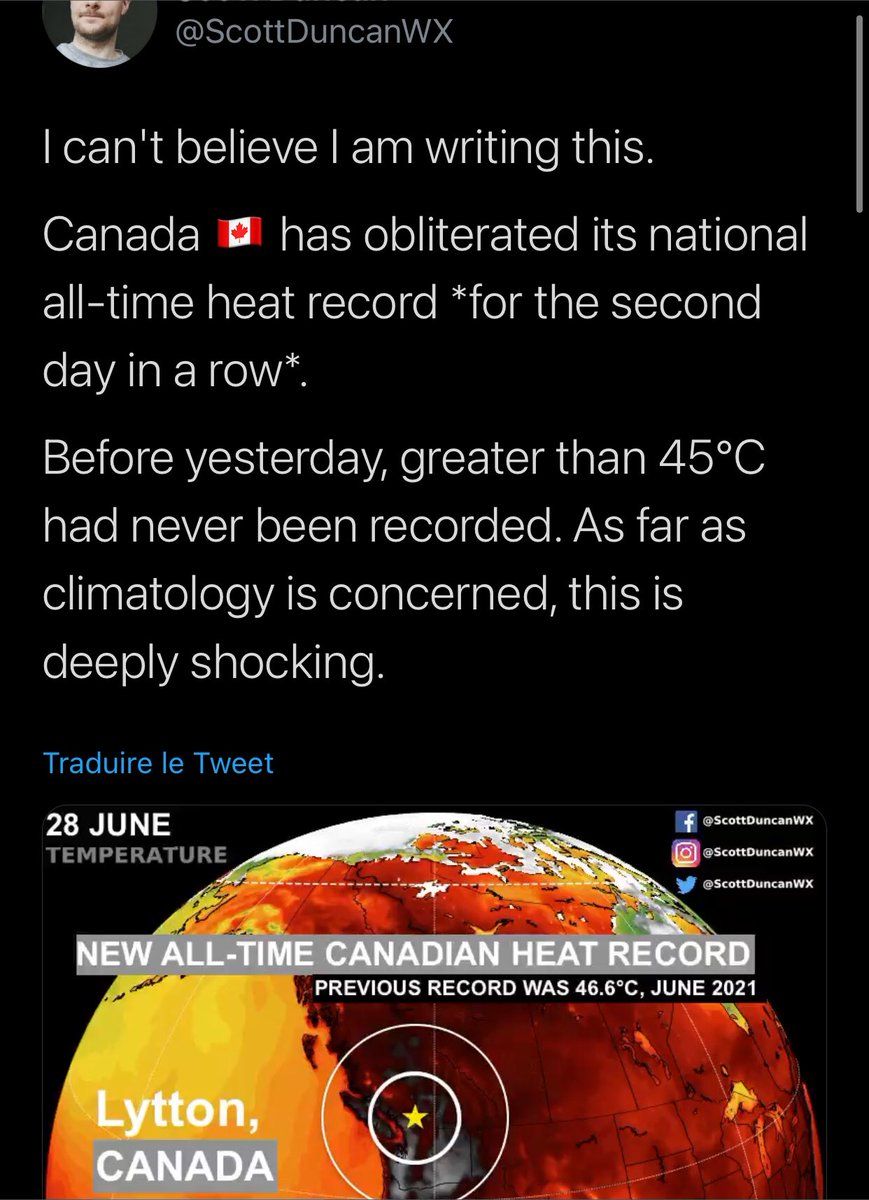 @ScottDuncanWX
I can't believe I am writing this.
Canada 🇨🇦 has obliterated its national
all-time heat record *for the second
day in a row*.
Before yesterday, greater than 45°C
had never been recorded. As far as
climatology is concerned, this is
deeply shocking.
Traduire le Tweet
28 JUNE
TEMPERATURE
@ScottDuncanWX
@ScottDuncanWX
@ScottDuncanWX
NEW ALL-TIME CANADIAN HEAT RECORD
PREVIOUS RECORD WAS 46.6°C, JUNE 2021
Lytton,
CANADA